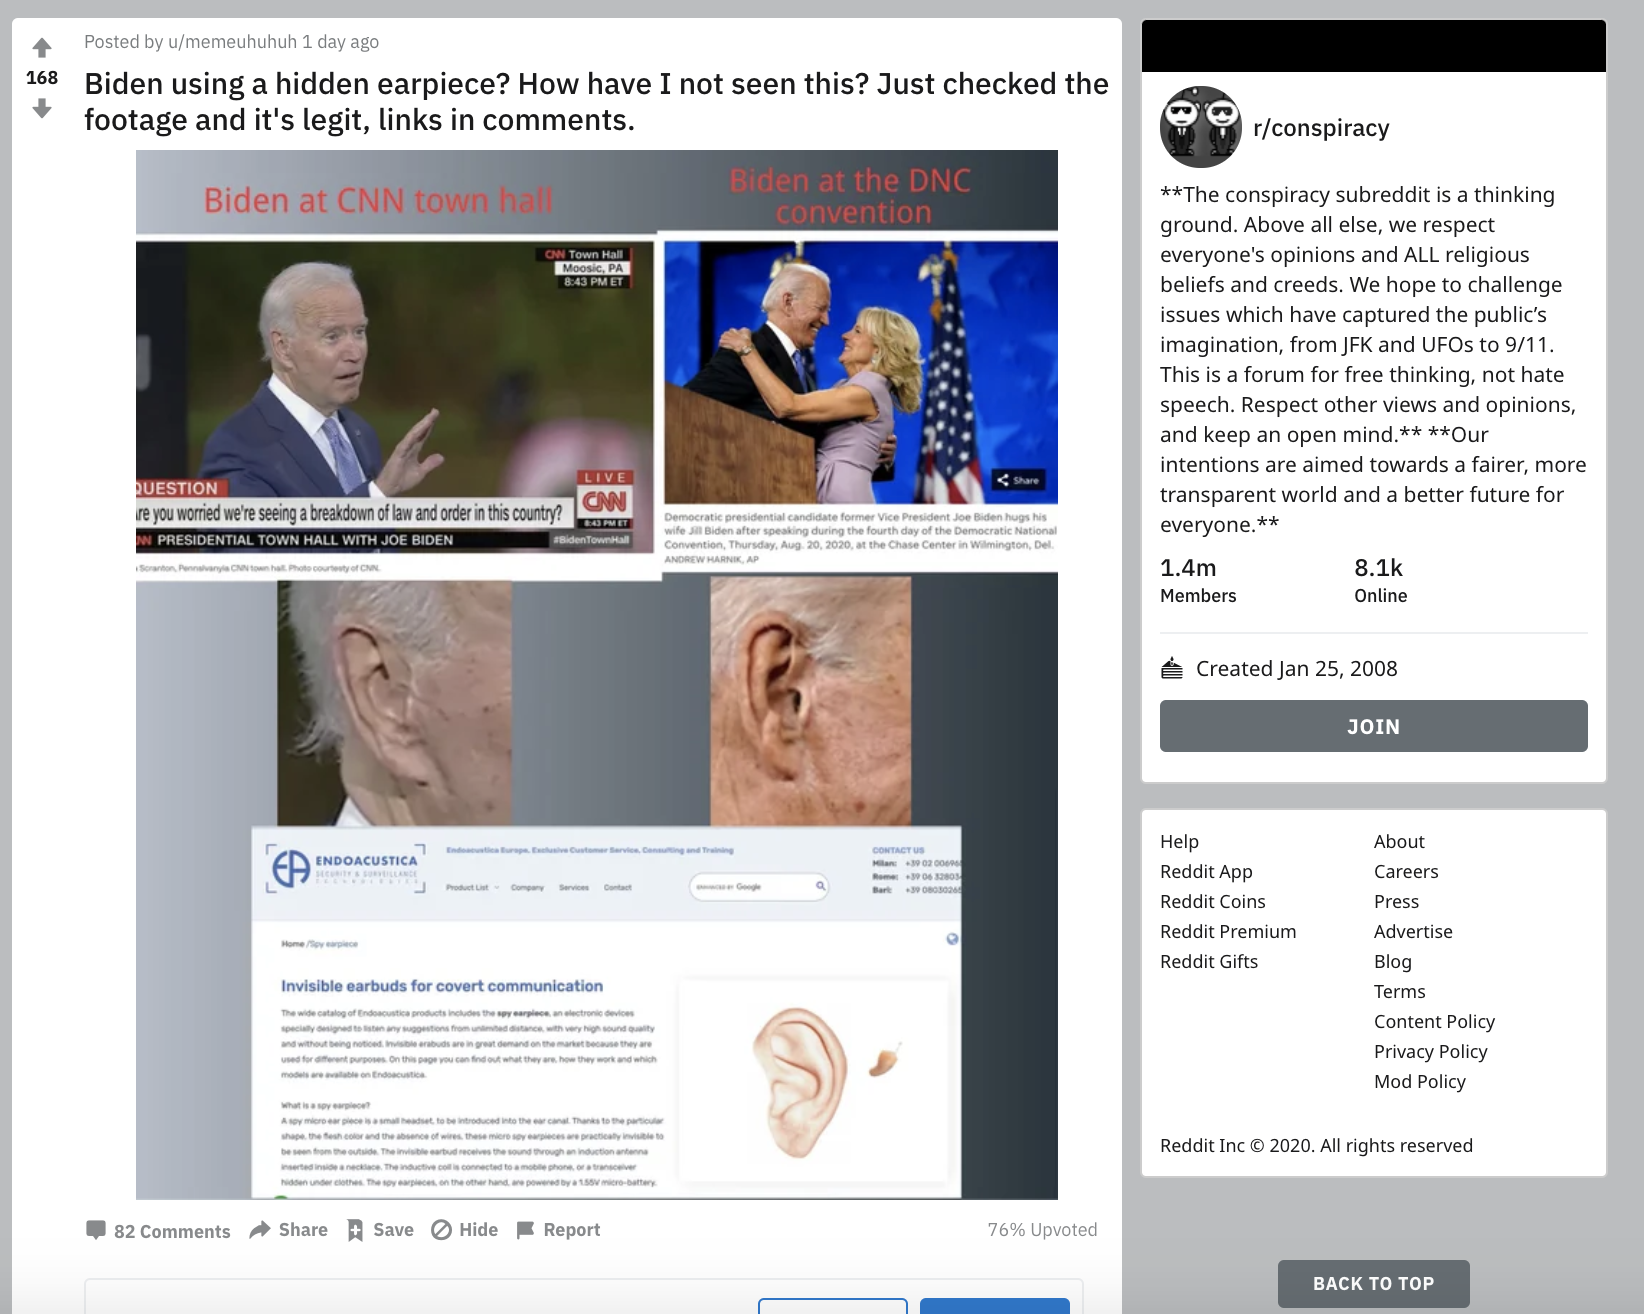 Posted by u/memeuhuhuh 1 day ago
168
Biden using a hidden earpiece? How have I not seen this? Just checked the
footage and it's legit, links in comments.
Biden at CNN town hall
Biden at the DNC
convention
CNN Town Hall
Moosic, PA
8:43 PM ET
QUESTION
re you worried we're seeing a breakdown of law and order in this country?
LIVE
CNN
8:43 PM ET
NN PRESIDENTIAL TOWN HALL WITH JOE BIDEN
#BidenTownHall
Scranton, Pennslvanyia CNN town hall. Photo courtesty of CNN.
Share
Democratic presidential candidate former Vice President Joe Biden hugs his
wife Jill Biden after speaking during the fourth day of the Democratic National
Convention, Thursday, Aug. 20, 2020, at the Chase Center in Wilmington, Del.
ANDREW HARNIK, AP
ENDOACUSTICA
SECURITY & SURVEILLANCE
TECHNOLOGIES
Endoacustica Europe, Exclusive Customer Service, Consulting and Training
Product List
Company
Services
Contact
ENHANCED BY Google
CONTACT US
Milan: +39 02 00696
Rome: +39 06 32803
Bari: +39 08030265
Home /Spy earpiece
Invisible earbuds for covert communication
The wide catalog of Endoacustica products includes the spy earpiece, an electronic devices
specially designed to listen any suggestions from unlimited distance, with very high sound quality
and without being noticed. Invisible erabuds are in great demand on the market because they are
used for different purposes. On this page you can find out what they are, how they work and which
models are available on Endoacustica.
What is a spy earpiece?
A spy micro ear piece is a small headset, to be introduced into the ear canal. Thanks to the particular
shape, the flesh color and the absence of wires, these micro spy earpieces are practically invisible to
be seen from the outside. The invisible earbud receives the sound through an induction antenna
inserted inside a necklace. The inductive coil is connected to a mobile phone, or a transceiver
hidden under clothes. The spy earpieces, on the other hand, are powered by a 1.55V micro-battery.
82 Comments
Share
Save
Hide
Report
76% Upvoted
r/conspiracy
**The conspiracy subreddit is a thinking
ground. Above all else, we respect
everyone's opinions and ALL religious
beliefs and creeds. We hope to challenge
issues which have captured the public’s
imagination, from JFK and UFOs to 9/11.
This is a forum for free thinking, not hate
speech. Respect other views and opinions,
and keep an open mind.** **Our
intentions are aimed towards a fairer, more
transparent world and a better future for
everyone.**
1.4m
Members
8.1k
Online
Created Jan 25, 2008
JOIN
Help
Reddit App
Reddit Coins
Reddit Premium
Reddit Gifts
About
Careers
Press
Advertise
Blog
Terms
Content Policy
Privacy Policy
Mod Policy
Reddit Inc © 2020. All rights reserved
BACK TO TOP